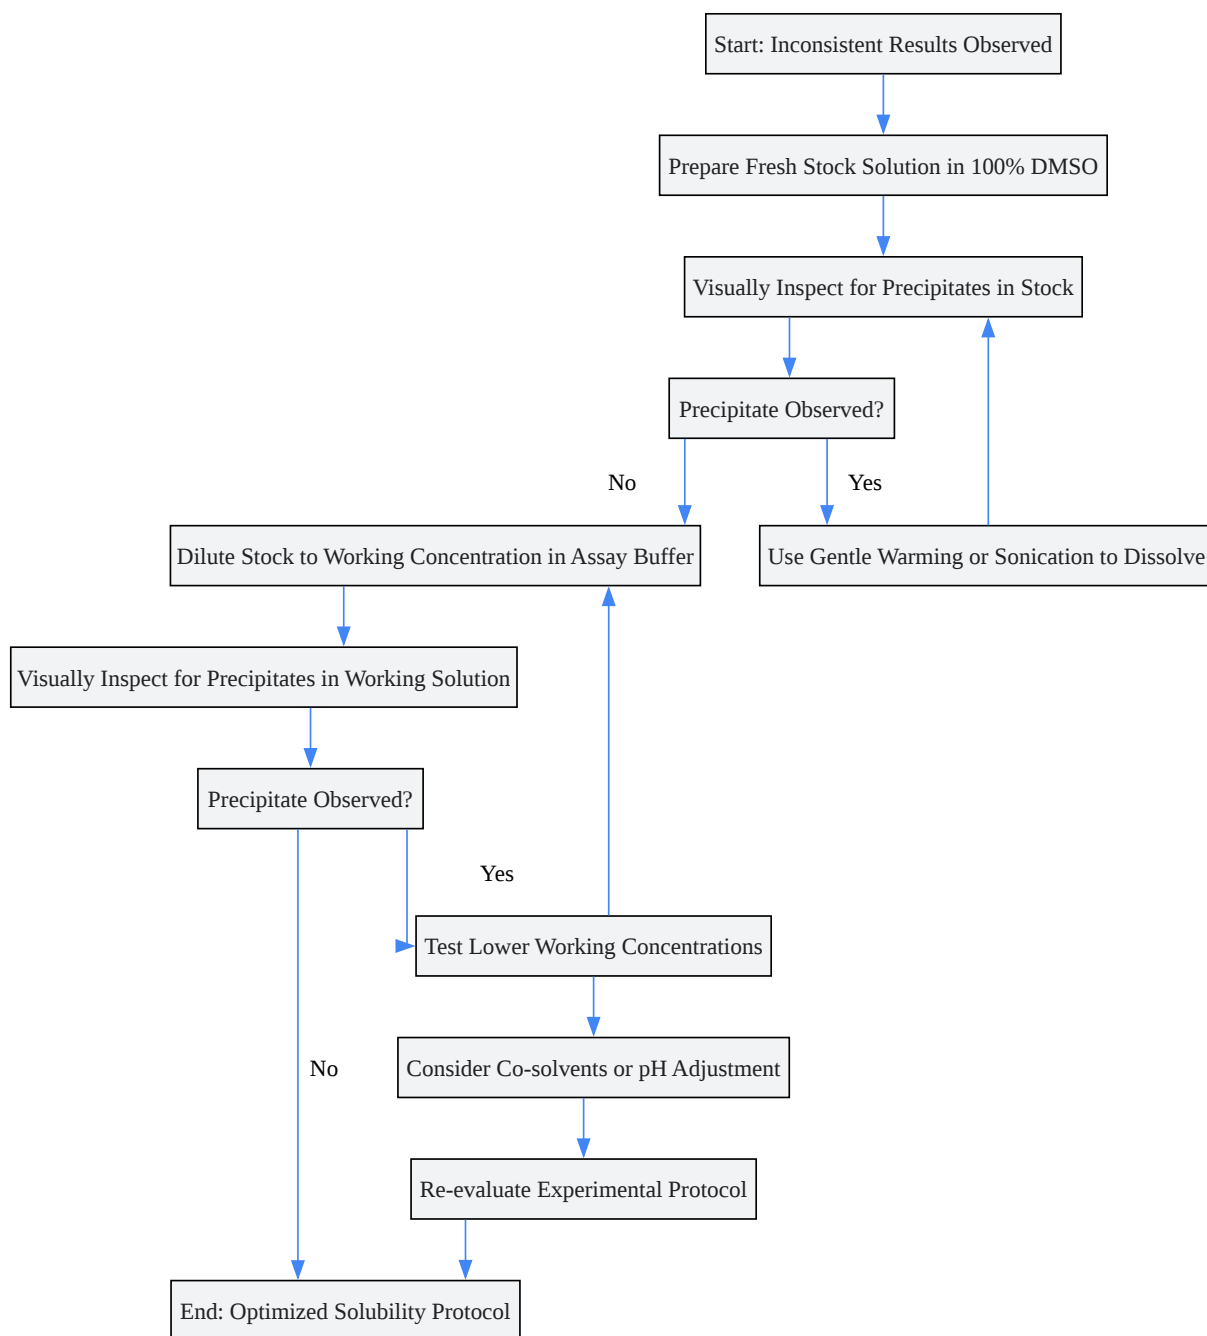 Start: Inconsistent Results Observed
Prepare Fresh Stock Solution in 100% DMSO
Visually Inspect for Precipitates in Stock
Precipitate Observed?
No
Yes
Dilute Stock to Working Concentration in Assay Buffer
Use Gentle Warming or Sonication to Dissolve
Visually Inspect for Precipitates in Working Solution
Precipitate Observed?
Yes
Test Lower Working Concentrations
No
Consider Co-solvents or pH Adjustment
Re-evaluate Experimental Protocol
End: Optimized Solubility Protocol